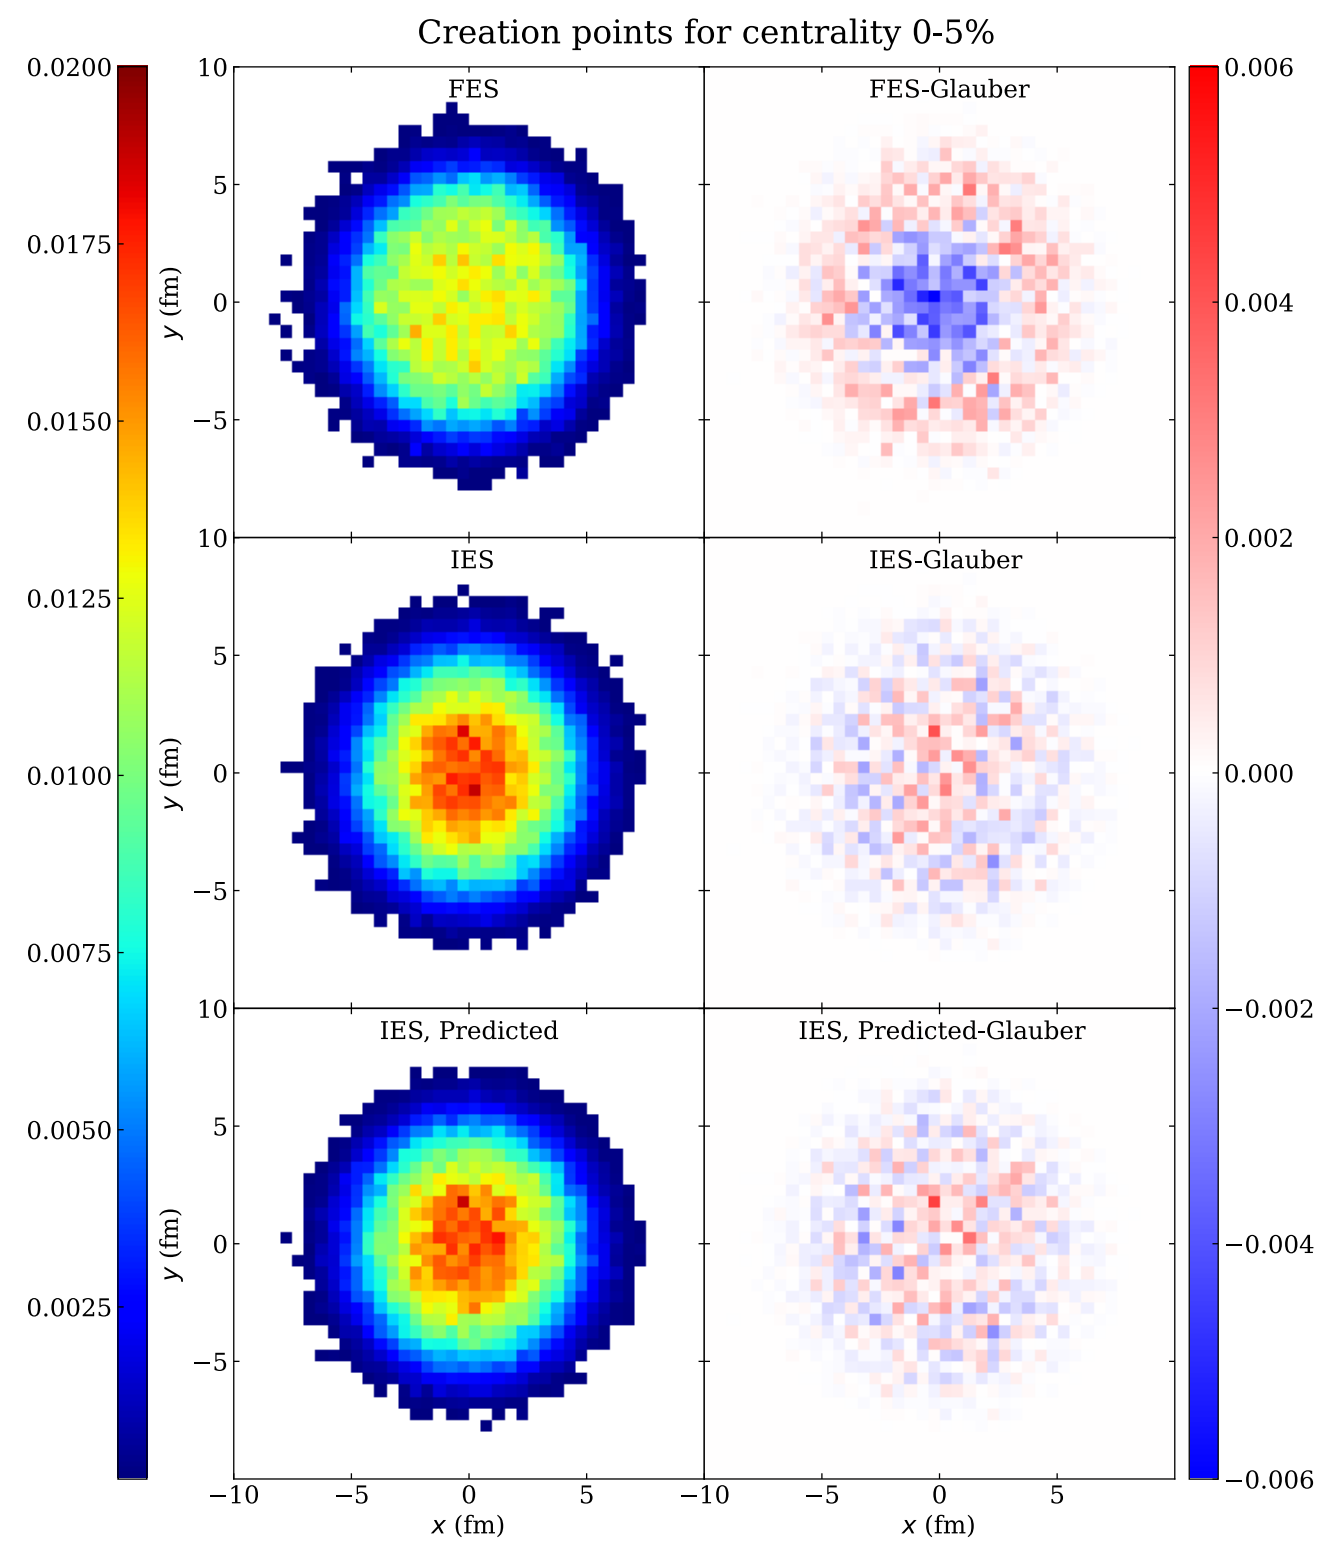 Creation points for centrality 0-5%
0.0200
0.0175
0.0150
0.0125
0.0100
0.0075
0.0050
0.0025
FES
10
5
0
−5
y (fm)
FES-Glauber
IES
10
5
0
−5
y (fm)
IES-Glauber
IES, Predicted
10
5
0
−5
y (fm)
−10 −5 0 5
x (fm)
IES, Predicted-Glauber
−10 −5 0 5
x (fm)
0.006
0.004
0.002
0.000
−0.002
−0.004
−0.006